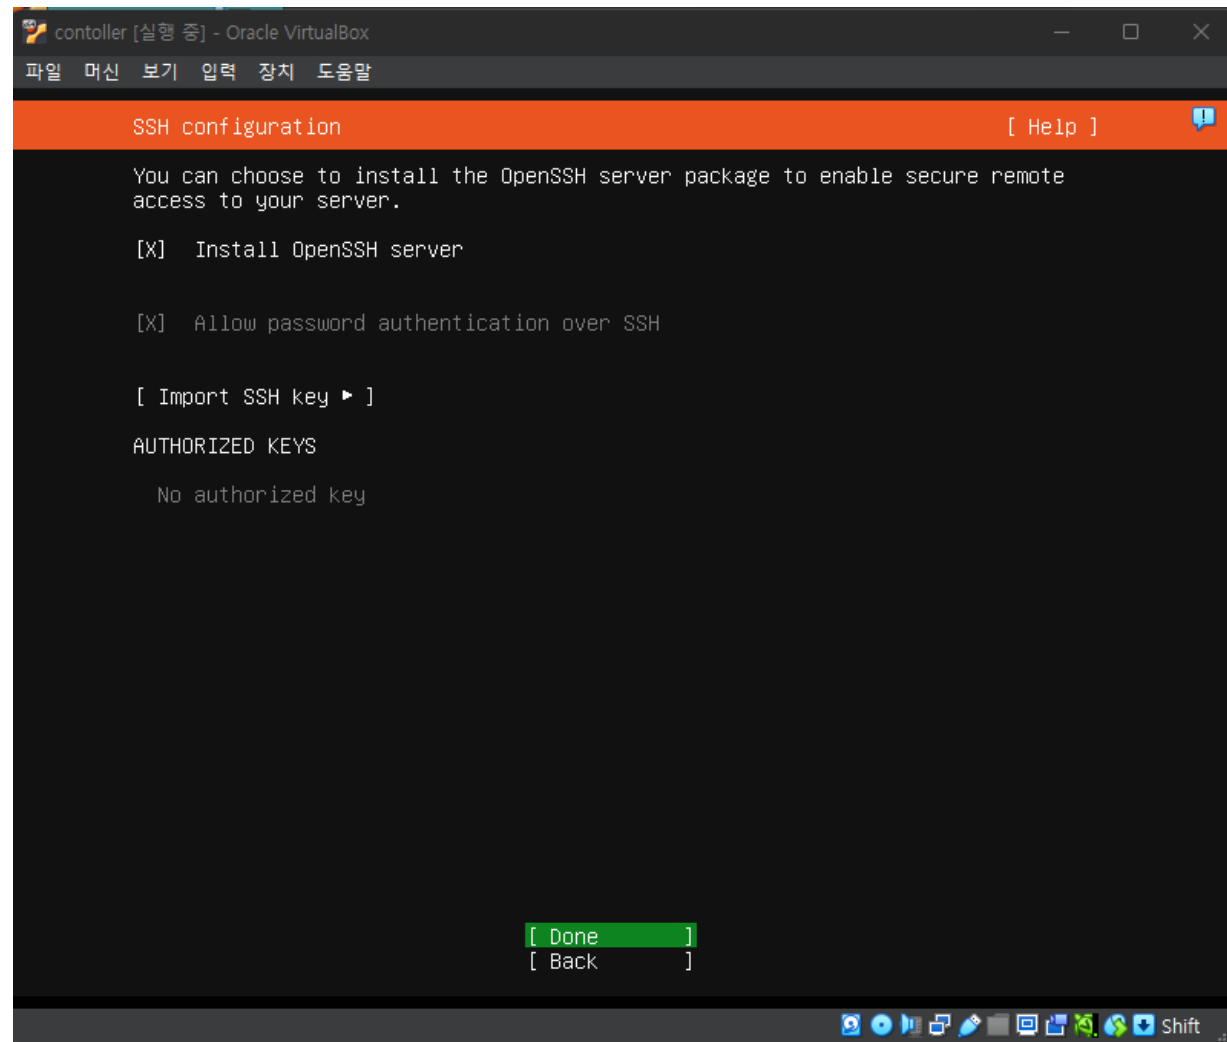 contoller [실행 중] - Oracle VirtualBox
파일 머신 보기 입력 장치 도움말
SSH configuration [ Help ]
You can choose to install the OpenSSH server package to enable secure remote
access to your server.
[X] Install OpenSSH server
[X] Allow password authentication over SSH
[ Import SSH key ▸ ]
AUTHORIZED KEYS
No authorized key
[ Done ]
[ Back ]
Shift